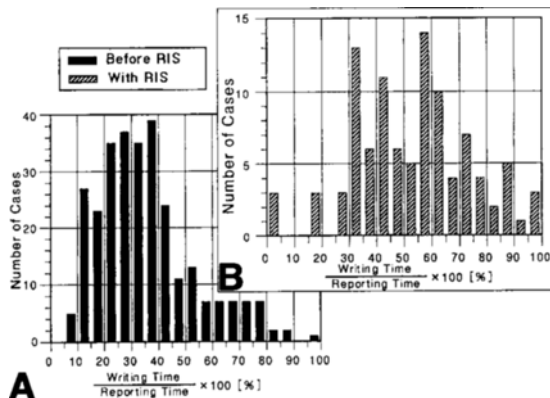 Before RIS
With RIS
Number of Cases
40
30
20
10
0
0 10 20 30 40 50 60 70 80 90 100
Writing Time
Reporting Time
×100 [%]
A
Number of Cases
15
10
5
0
0 10 20 30 40 50 60 70 80 90 100
Writing Time
Reporting Time
×100 [%]
B